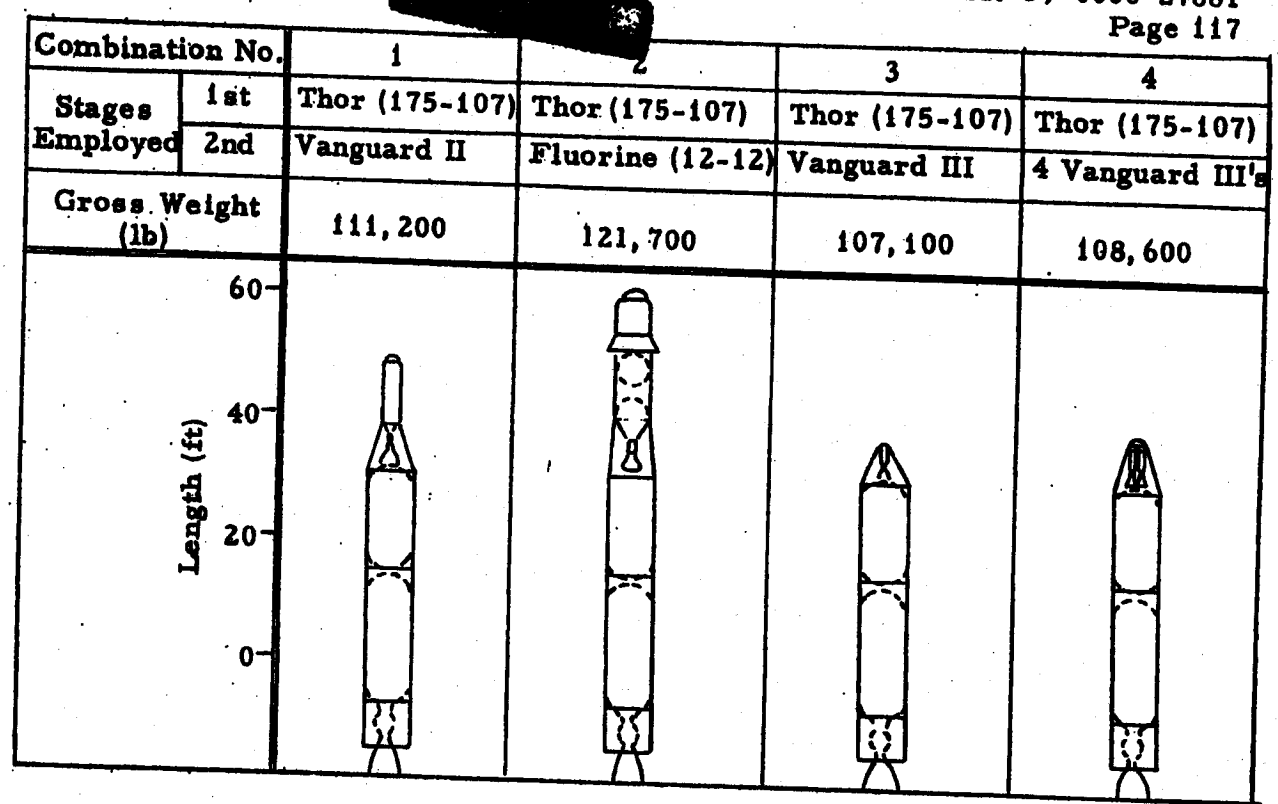 Page 117
Combination No. 1 2 3 4
Stages Employed 1st Thor (175-107) Thor (175-107) Thor (175-107) Thor (175-107)
2nd Vanguard II Fluorine (12-12) Vanguard III 4 Vanguard III's
Gross Weight (lb) 111,200 121,700 107,100 108,600
Length (ft)
60
40
20
0